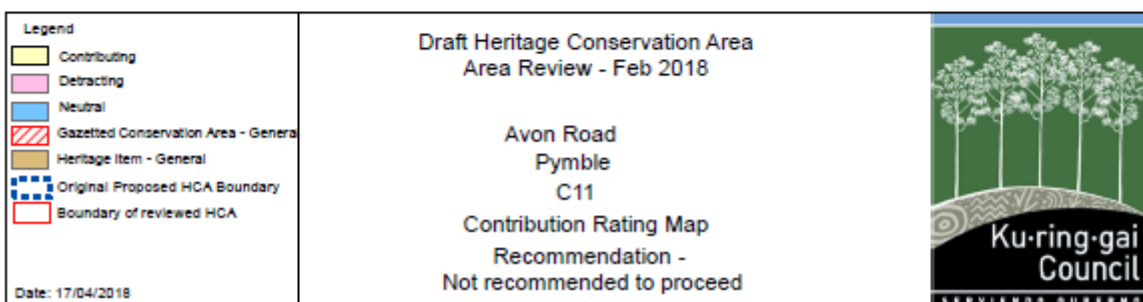 Legend
Contributing
Detracting
Neutral
Gazetted Conservation Area - Genera
Heritage Item - General
Original Proposed HCA Boundary
Boundary of reviewed HCA
Date: 17/04/2018
Draft Heritage Conservation Area
Area Review - Feb 2018
Avon Road
Pymble
C11
Contribution Rating Map
Recommendation -
Not recommended to proceed
Ku·ring·gai
Council